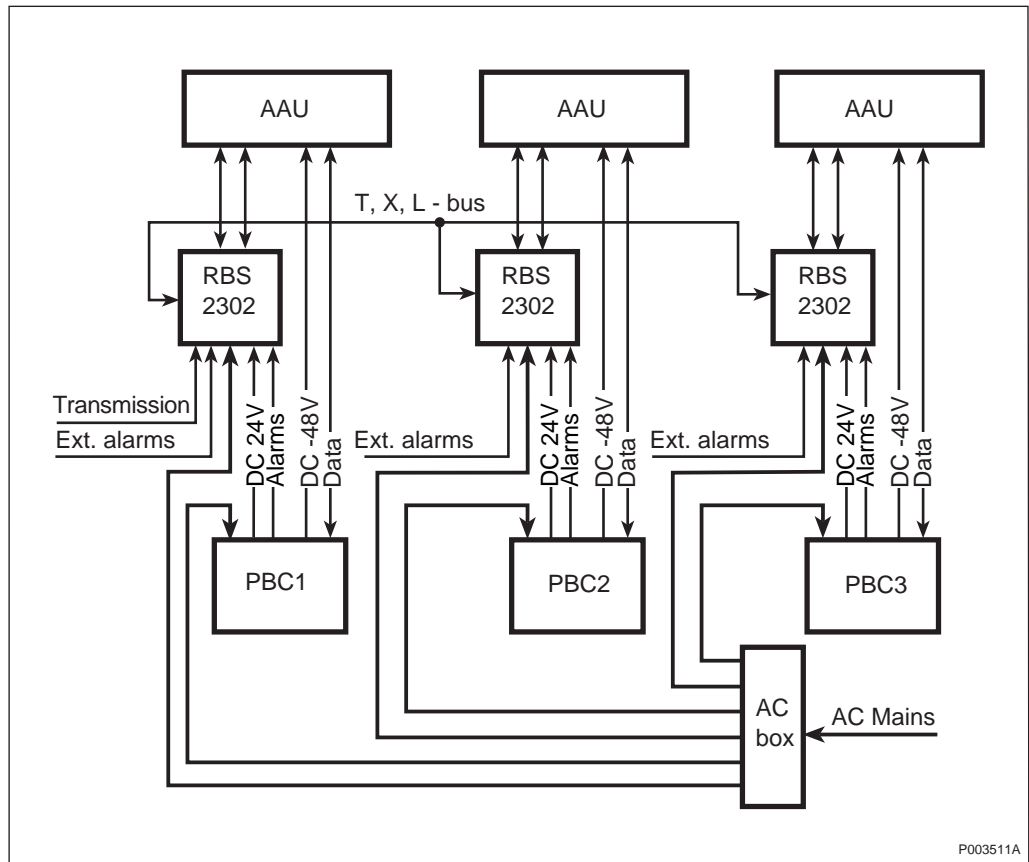 AAU
AAU
AAU
T, X, L - bus
RBS
2302
RBS
2302
RBS
2302
Transmission
Ext. alarms
Ext. alarms
Ext. alarms
DC 24V
Alarms
DC -48V
Data
DC 24V
Alarms
DC -48V
Data
DC 24V
Alarms
DC -48V
Data
PBC1
PBC2
PBC3
AC
box
AC Mains
P003511A